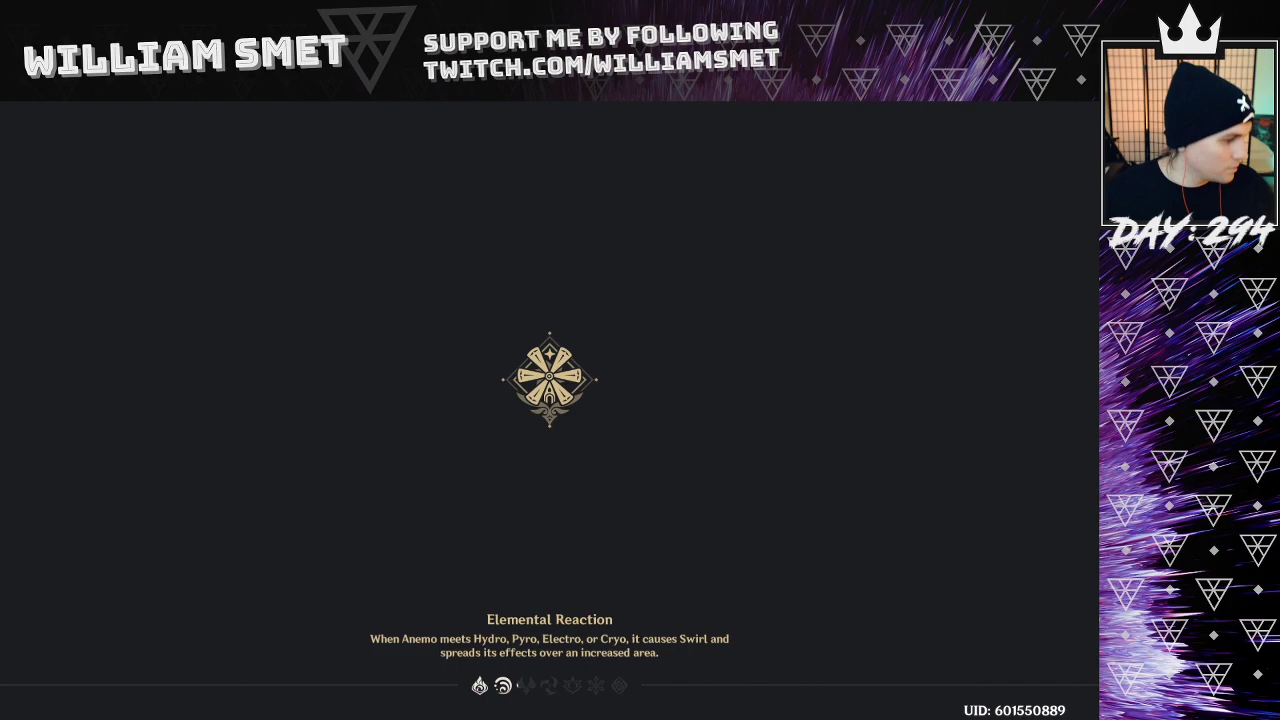 WILLIAM SMET
SUPPORT ME BY FOLLOWING
TWITCH.COM/WILLIAMSMET
DAY: 294
Elemental Reaction
When Anemo meets Hydro, Pyro, Electro, or Cryo, it causes Swirl and
spreads its effects over an increased area.
UID: 601550889